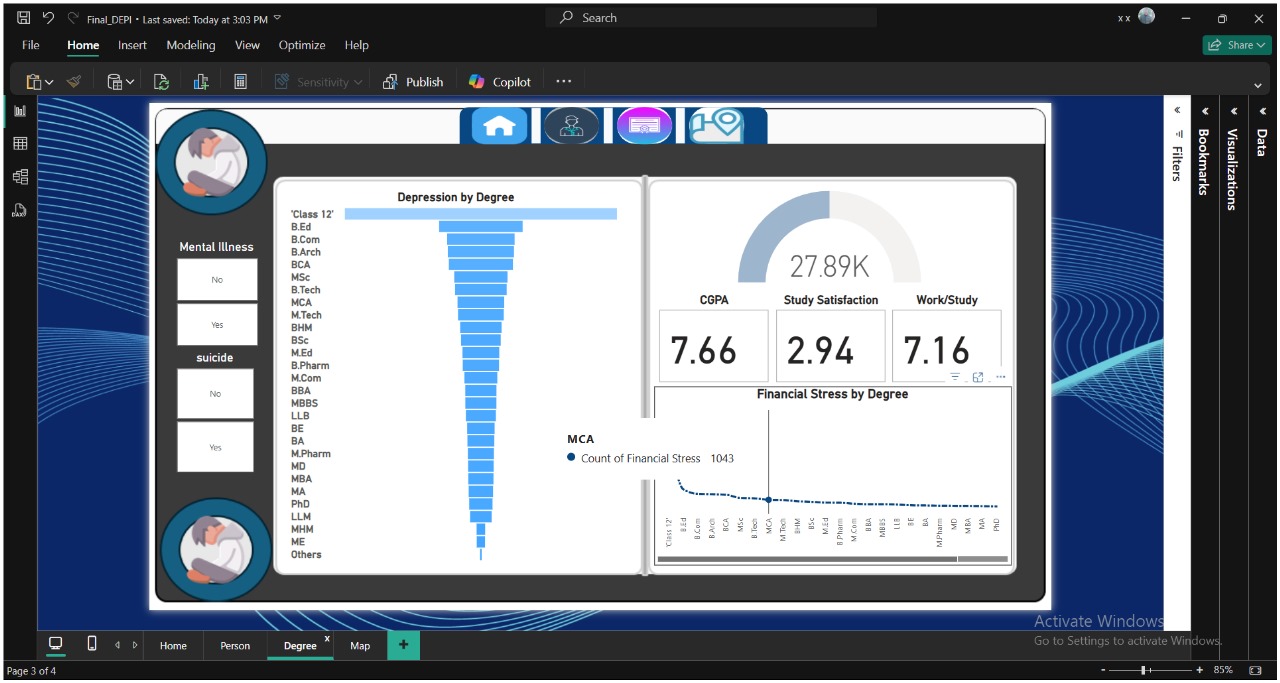 Final_DEPI • Last saved: Today at 3:03 PM
Search
x x
File Home Insert Modeling View Optimize Help
Share
Sensitivity
Publish
Copilot
Filters
Bookmarks
Visualizations
Data
DAX
Mental Illness
No
Yes
suicide
No
Yes
Depression by Degree
'Class 12'
B.Ed
B.Com
B.Arch
BCA
MSc
B.Tech
MCA
M.Tech
BHM
BSc
M.Ed
B.Pharm
M.Com
BBA
MBBS
LLB
BE
BA
M.Pharm
MD
MBA
MA
PhD
LLM
MHM
ME
Others
27.89K
CGPA
7.66
Study Satisfaction
2.94
Work/Study
7.16
Financial Stress by Degree
MCA
Count of Financial Stress 1043
'Class 12'
B.Ed
B.Com
B.Arch
BCA
MSc
B.Tech
MCA
M.Tech
BHM
BSc
M.Ed
B.Pharm
M.Com
BBA
MBBS
LLB
BE
BA
M.Pharm
MD
MBA
MA
PhD
Activate Windows
Go to Settings to activate Windows.
Home
Person
Degree
x
Map
+
Page 3 of 4
- + 85%